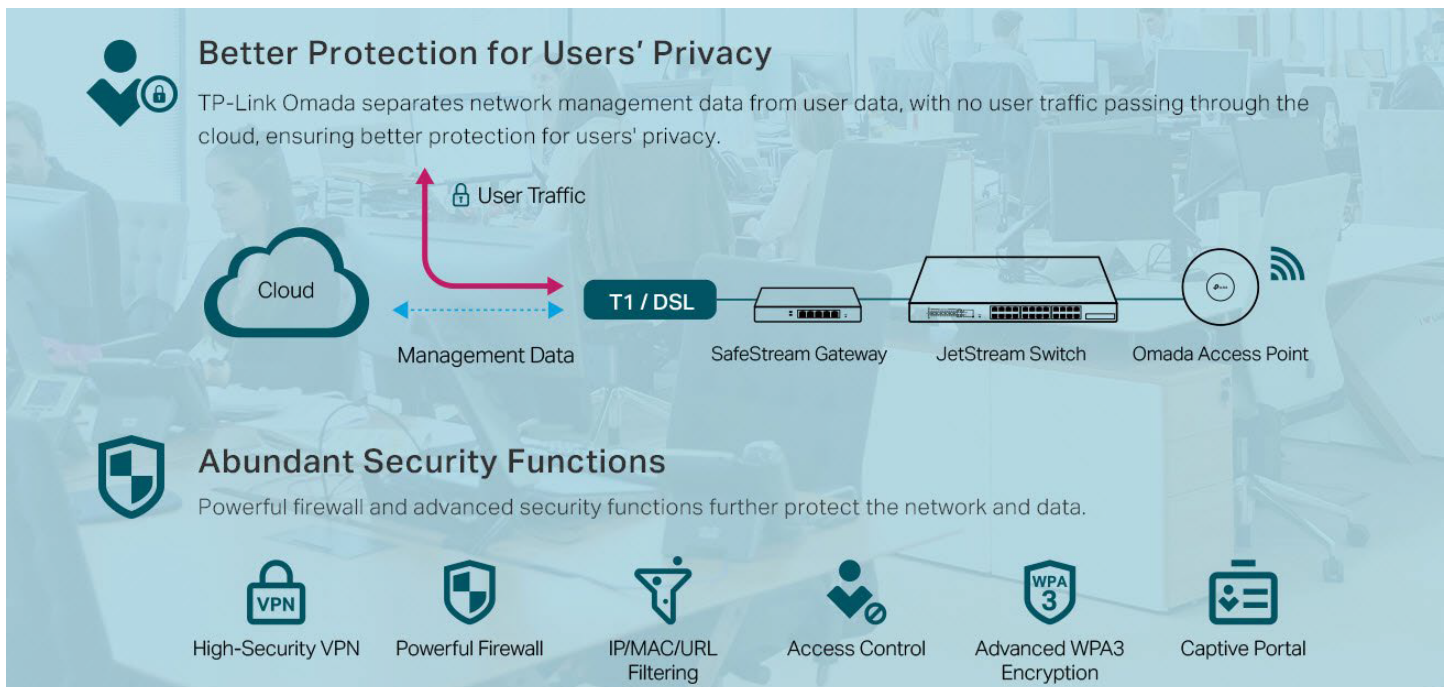 Better Protection for Users' Privacy
TP-Link Omada separates network management data from user data, with no user traffic passing through the
cloud, ensuring better protection for users' privacy.
User Traffic
Cloud
T1 / DSL
Management Data
SafeStream Gateway
JetStream Switch
Omada Access Point
Abundant Security Functions
Powerful firewall and advanced security functions further protect the network and data.
VPN
WPA
3
High-Security VPN
Powerful Firewall
IP/MAC/URL
Filtering
Access Control
Advanced WPA3
Encryption
Captive Portal